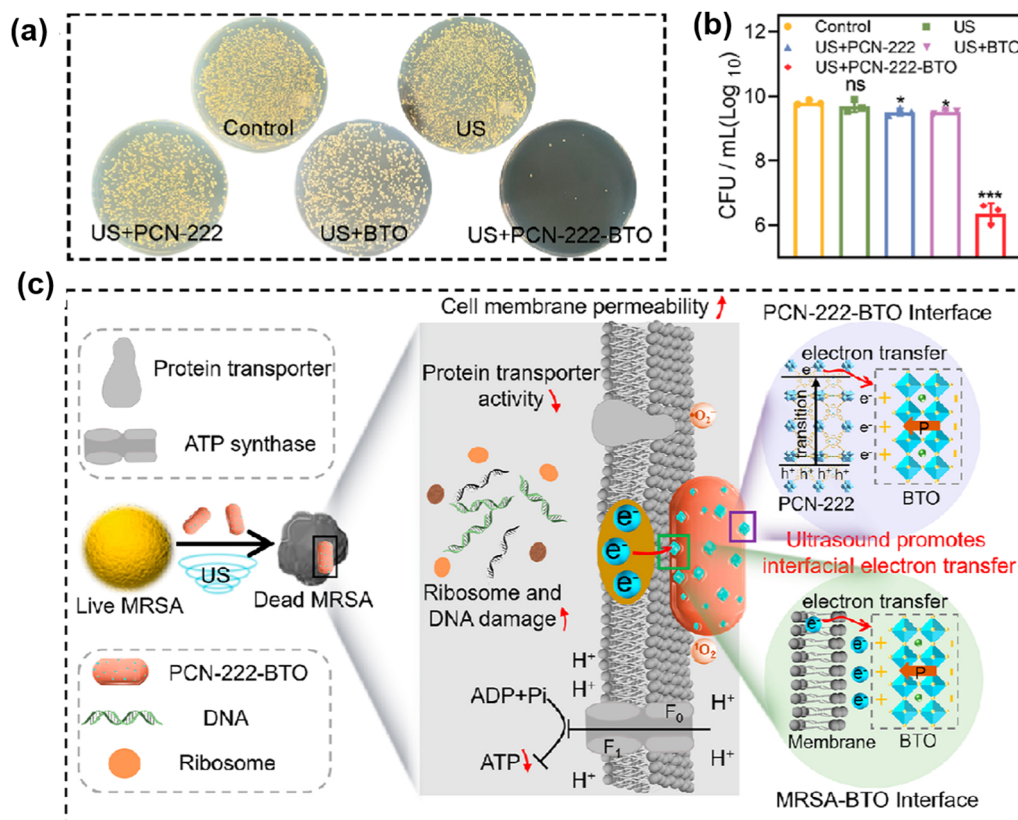 (a)
Control
US
US+PCN-222
US+BTO
US+PCN-222-BTO
(b)
Control
US
US+PCN-222
US+BTO
US+PCN-222-BTO
CFU / mL(Log 10)
10
8
6
ns
*
*
***
(c)
Protein transporter
ATP synthase
Live MRSA
US
Dead MRSA
PCN-222-BTO
DNA
Ribosome
Cell membrane permeability
Protein transporter
activity
Ribosome and
DNA damage
ADP+Pi
ATP
H+
H+
H+
H+
H+
H+
F0
F1
e-
e-
e-
·O2-
1O2
PCN-222-BTO Interface
electron transfer
e-
transition
e-
e-
e-
h+ h+ h+ h+
PCN-222
P
BTO
Ultrasound promotes
interfacial electron transfer
electron transfer
e-
e-
e-
e-
P
Membrane
BTO
MRSA-BTO Interface